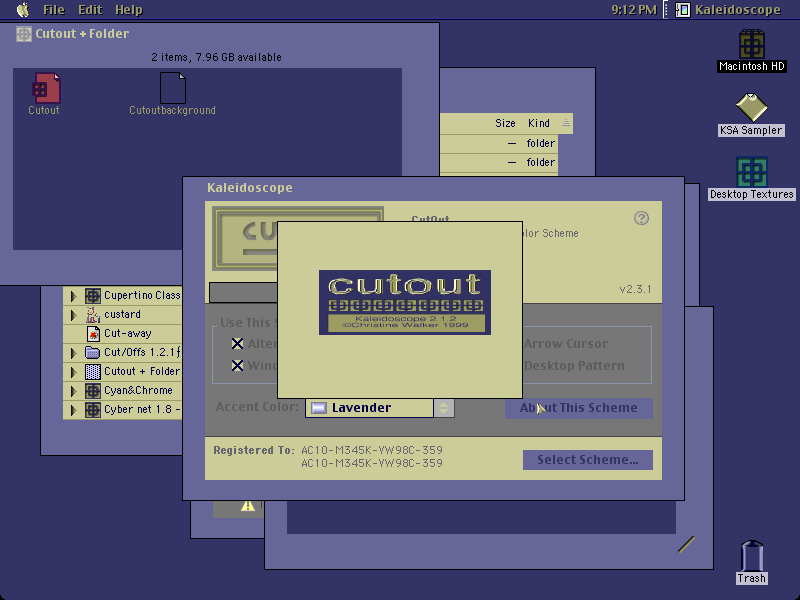 File Edit Help
9:12 PM Kaleidoscope
Cutout + Folder
2 items, 7.96 GB available
Cutout
Cutoutbackground
Macintosh HD
KSA Sampler
Desktop Textures
Size Kind
— folder
— folder
Kaleidoscope
CutOut
Color Scheme
v2.3.1
cutout
Kaleidoscope 2.1.2
©Christine Walker 1999
Cupertino Class
custard
Cut-away
Cut/Offs 1.2.1f
Cutout + Folder
Cyan&Chrome
Cyber net 1.8 -
Use This
Arrow Cursor
Desktop Pattern
Accent Color: Lavender
About This Scheme
Registered To: AC10-M345K-YW98C-359
AC10-M345K-YW98C-359
Select Scheme...
Trash